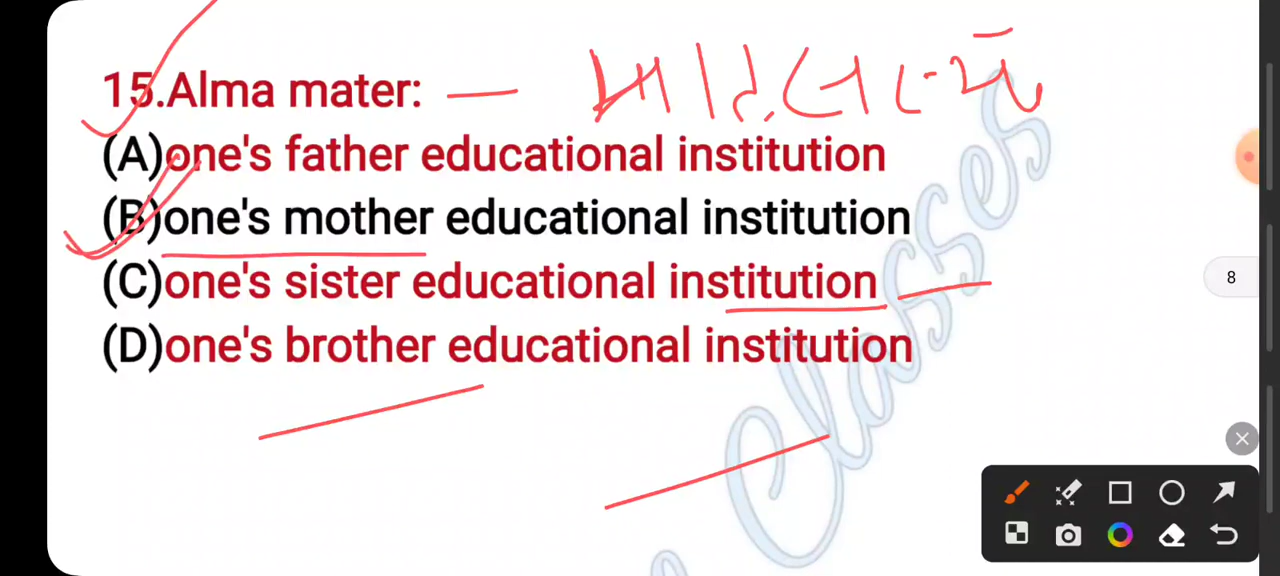 15.Alma mater: —
(A)one's father educational institution
(B)one's mother educational institution
(C)one's sister educational institution
(D)one's brother educational institution
Classes
8